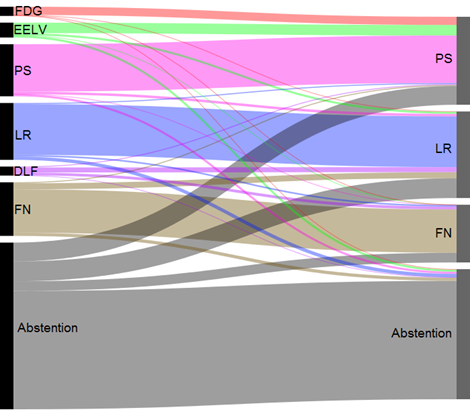 FDG
EELV
PS
LR
DLF
FN
Abstention
PS
LR
FN
Abstention